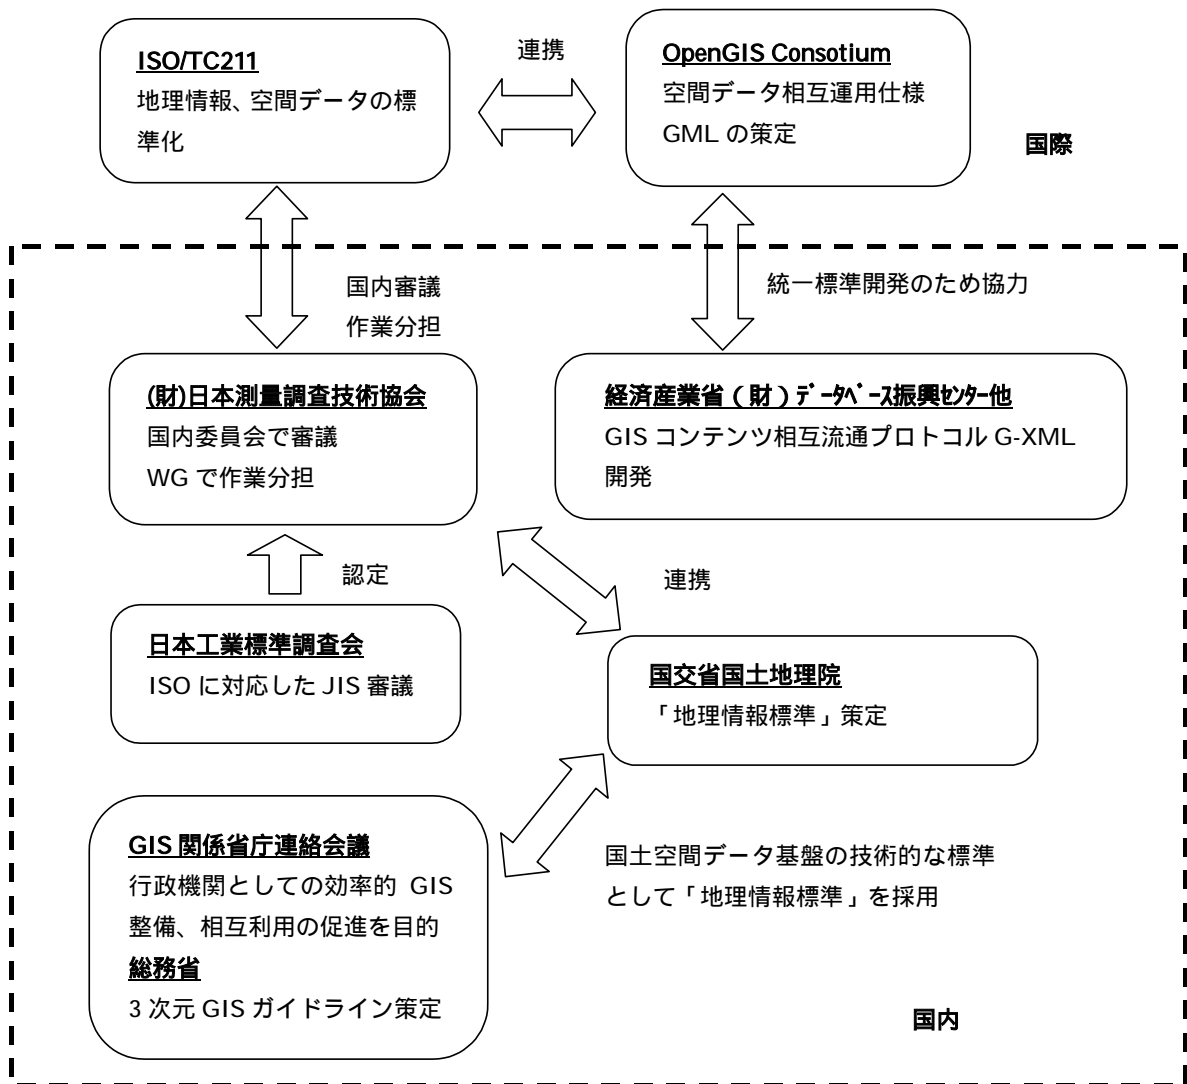 ISO/TC211
地理情報、空間データの標
準化
連携
OpenGIS Consotium
空間データ相互運用仕様
GML の策定
国際
国内審議
作業分担
統一標準開発のため協力
(財)日本測量調査技術協会
国内委員会で審議
WG で作業分担
経済産業省(財)ﾃﾞｰﾀﾍﾞｰｽ振興ｾﾝﾀｰ他
GIS コンテンツ相互流通プロトコル G-XML
開発
認定
連携
日本工業標準調査会
ISO に対応した JIS 審議
国交省国土地理院
「地理情報標準」策定
GIS 関係省庁連絡会議
行政機関としての効率的 GIS
整備、相互利用の促進を目的
総務省
3 次元 GIS ガイドライン策定
国土空間データ基盤の技術的な標準
として「地理情報標準」を採用
国内